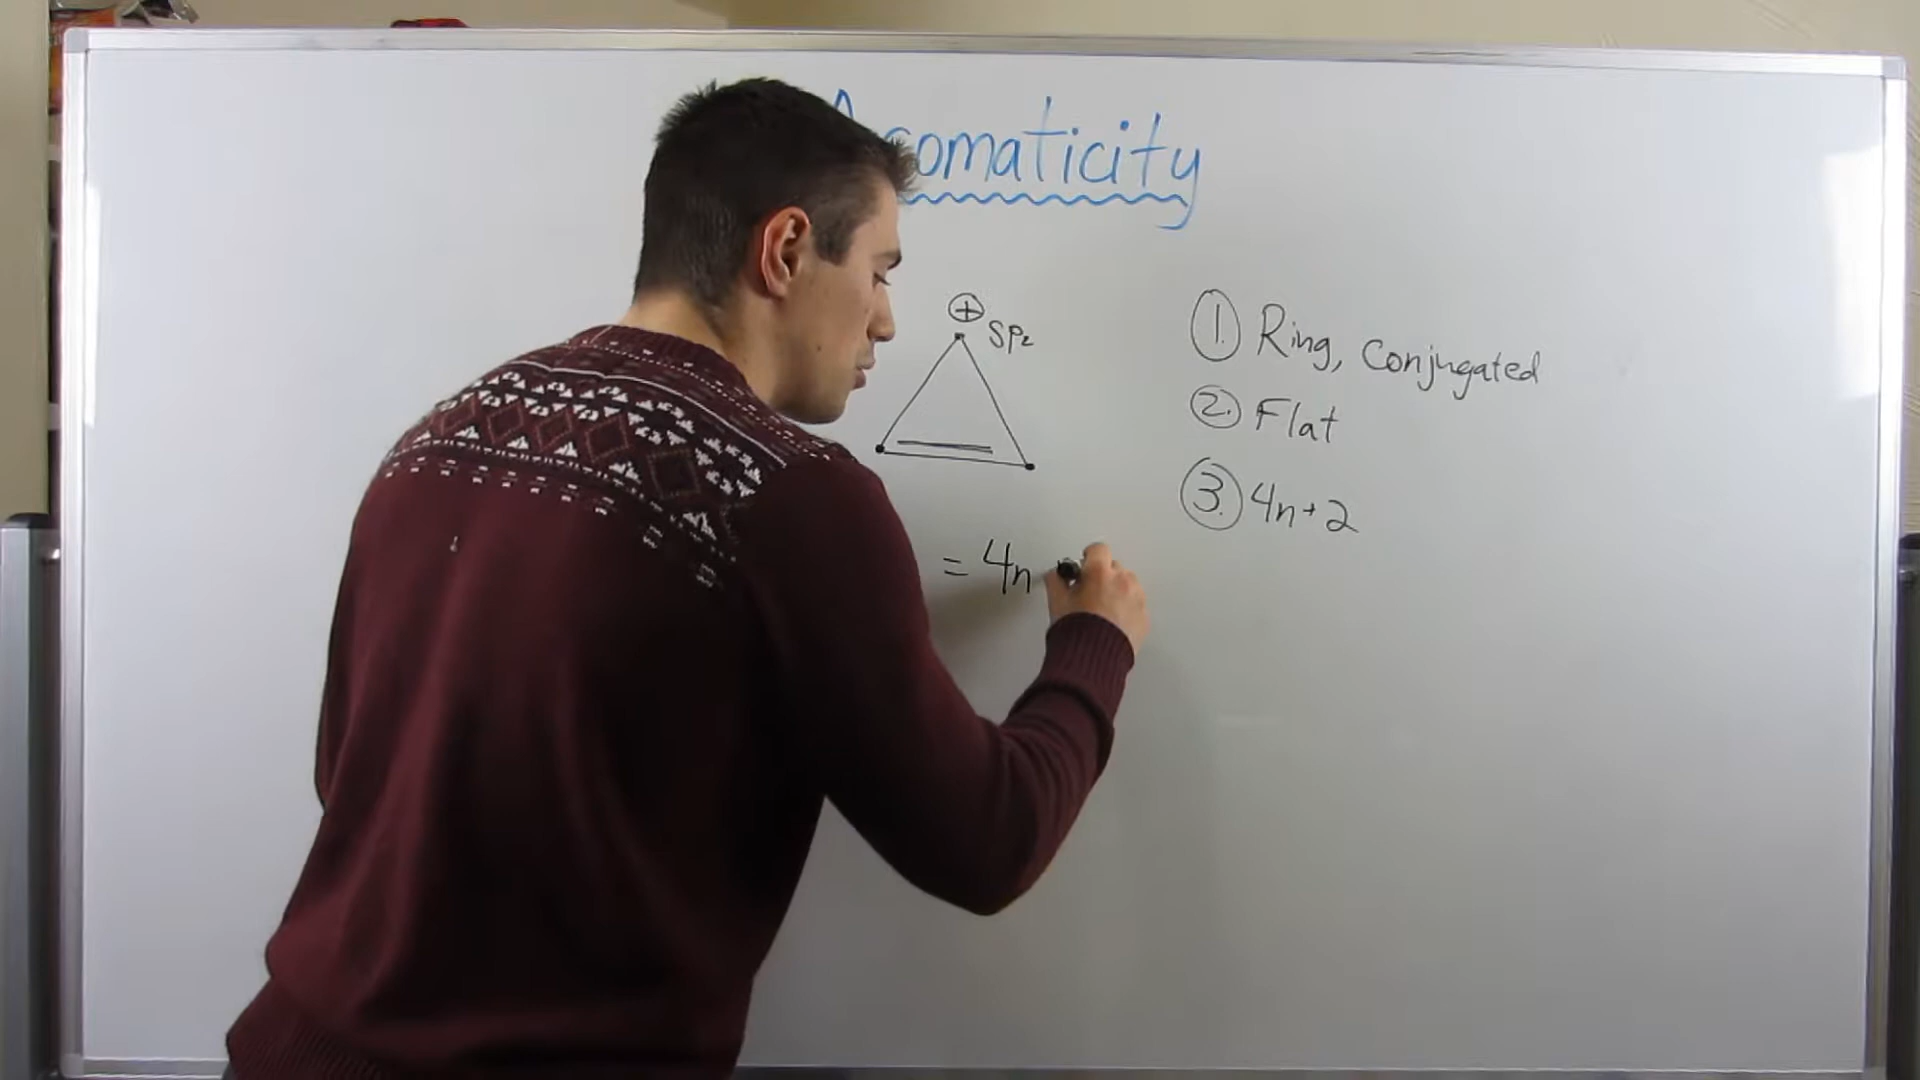 Aromaticity
⊕
SP2
1. Ring, Conjugated
2. Flat
3. 4n+2
= 4n